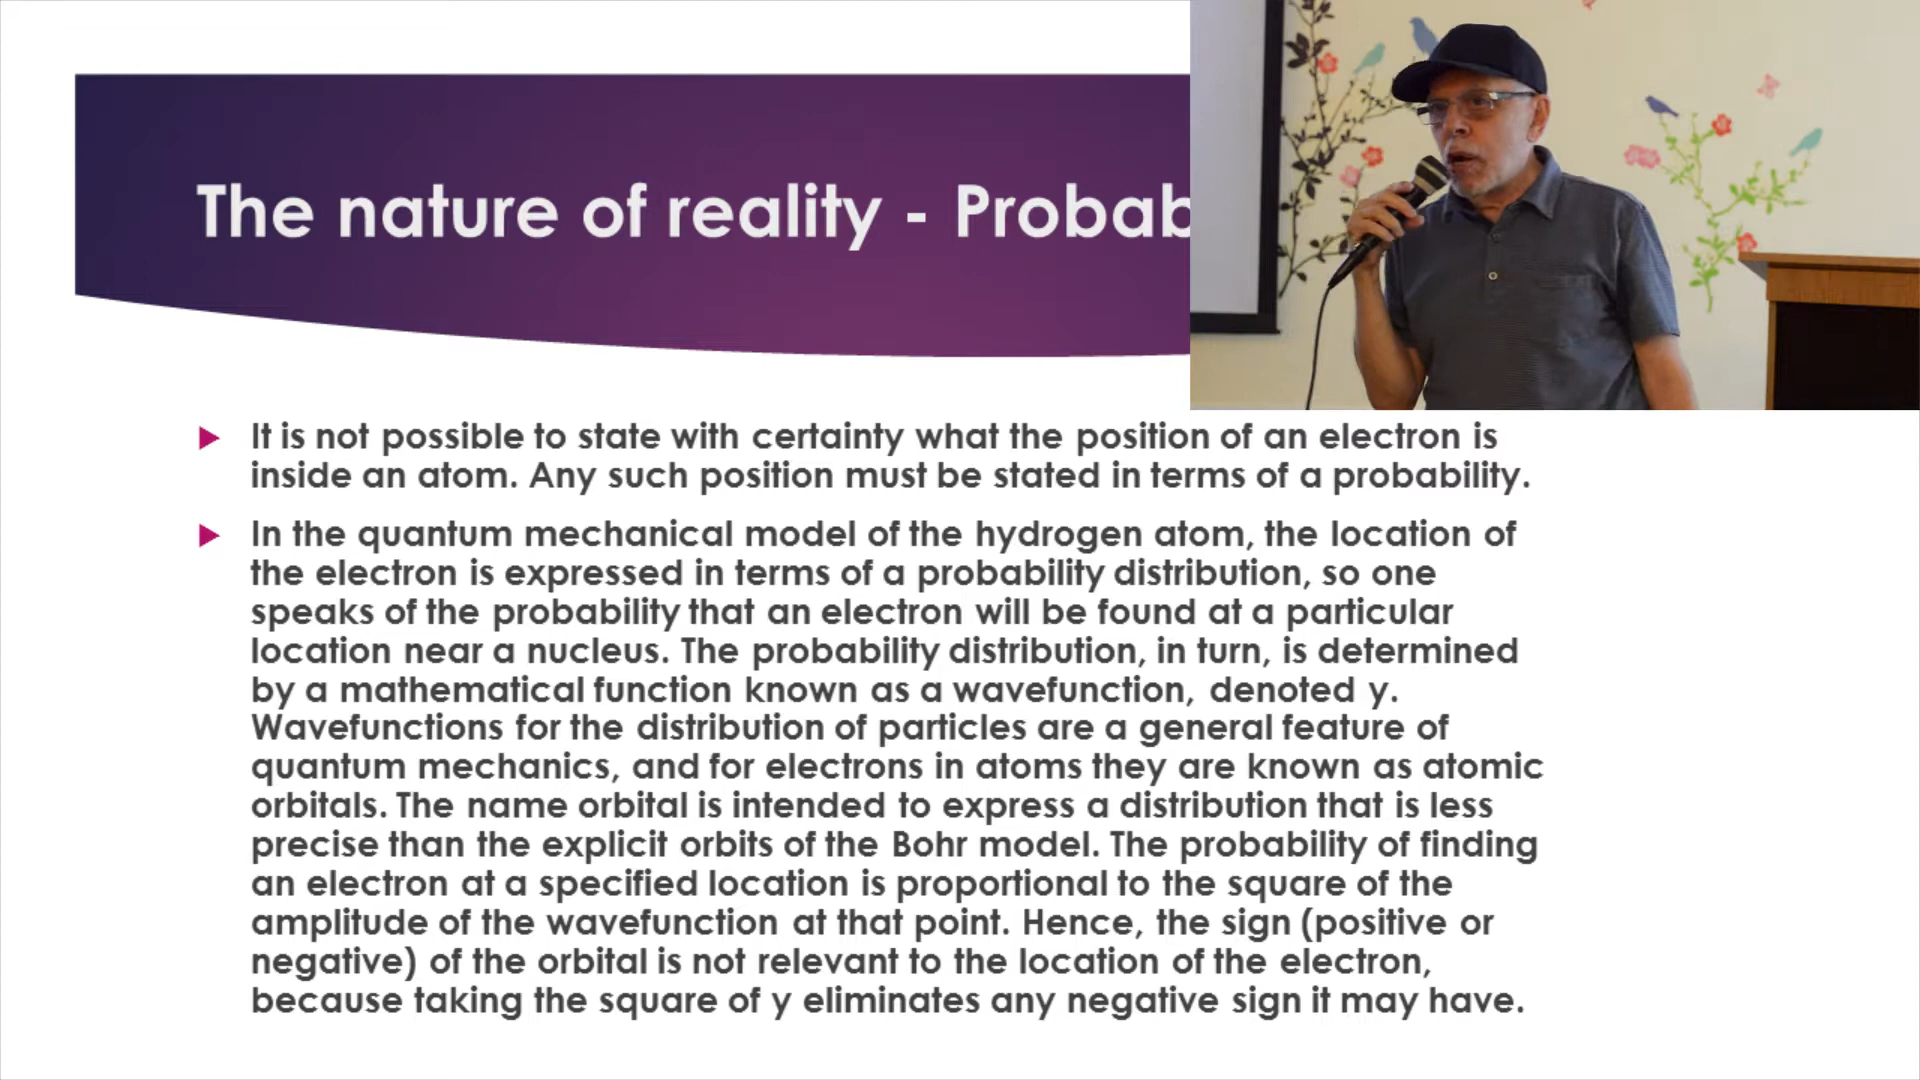 The nature of reality - Probab
It is not possible to state with certainty what the position of an electron is
inside an atom. Any such position must be stated in terms of a probability.
In the quantum mechanical model of the hydrogen atom, the location of
the electron is expressed in terms of a probability distribution, so one
speaks of the probability that an electron will be found at a particular
location near a nucleus. The probability distribution, in turn, is determined
by a mathematical function known as a wavefunction, denoted y.
Wavefunctions for the distribution of particles are a general feature of
quantum mechanics, and for electrons in atoms they are known as atomic
orbitals. The name orbital is intended to express a distribution that is less
precise than the explicit orbits of the Bohr model. The probability of finding
an electron at a specified location is proportional to the square of the
amplitude of the wavefunction at that point. Hence, the sign (positive or
negative) of the orbital is not relevant to the location of the electron,
because taking the square of y eliminates any negative sign it may have.